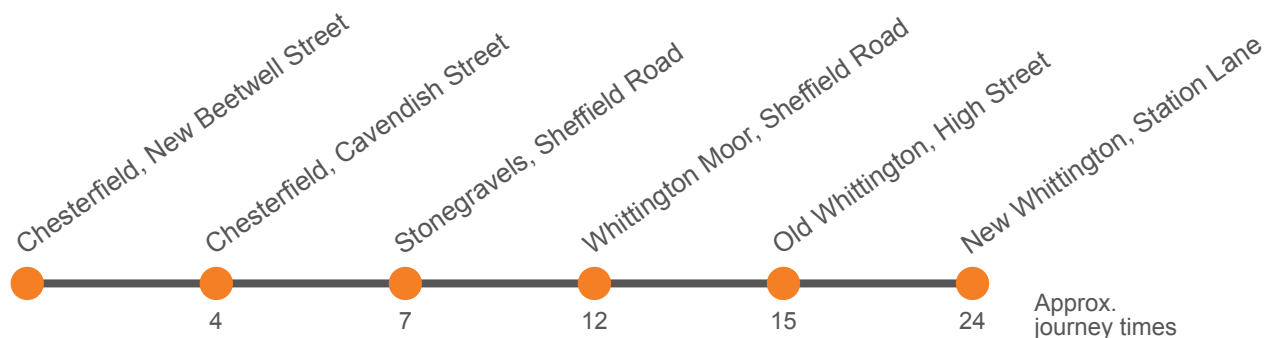 Chesterfield, New Beetwell Street
Chesterfield, Cavendish Street
Stonegravels, Sheffield Road
Whittington Moor, Sheffield Road
Old Whittington, High Street
New Whittington, Station Lane
4
7
12
15
24
Approx.
journey times